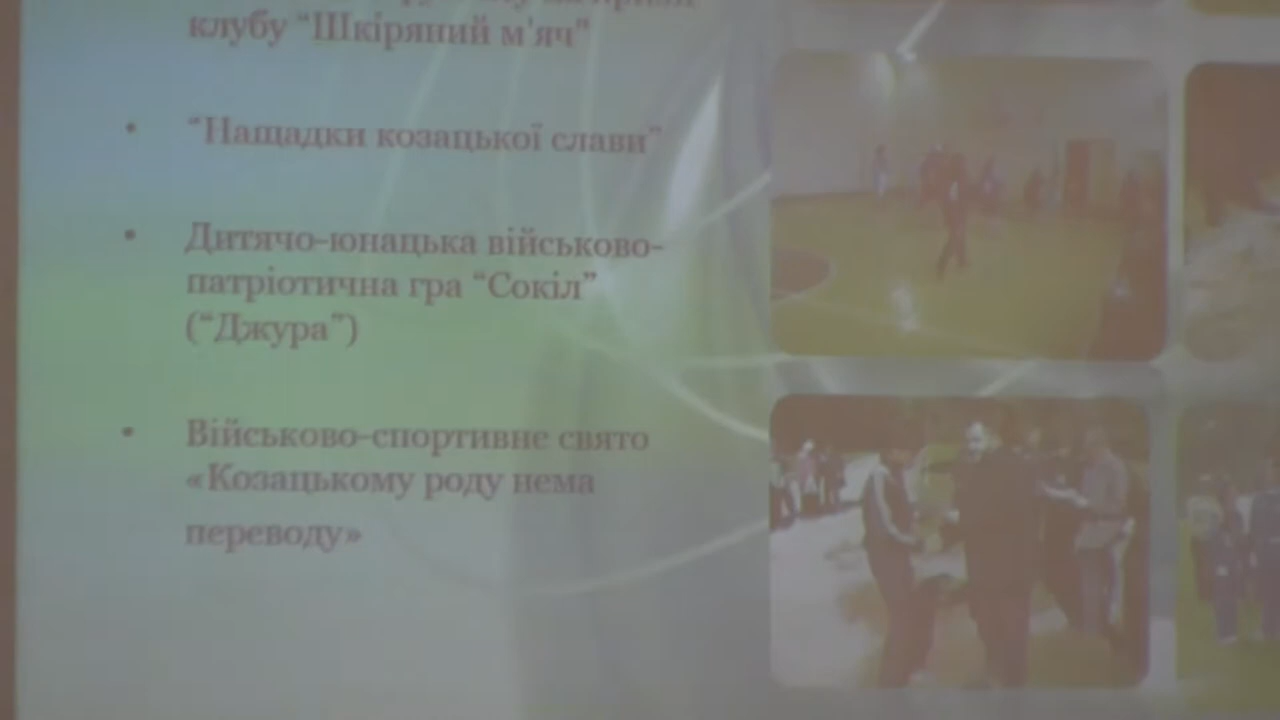 клубу “Шкіряний м'яч”
• “Нащадки козацької слави”
• Дитячо-юнацька військово-
патріотична гра “Сокіл”
(“Джура”)
• Військово-спортивне свято
«Козацькому роду нема
переводу»